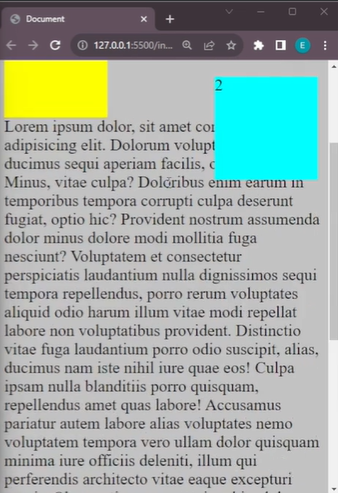 Document
127.0.0.1:5500/in...
E
2
Lorem ipsum dolor, sit amet
adipisicing elit. Dolorum
ducimus sequi aperiam facilis,
Minus, vitae culpa? Doloribus enim earum in
temporibus tempora corrupti culpa deserunt
fugiat, optio hic? Provident nostrum assumenda
dolor minus dolore modi mollitia fuga
nesciunt? Voluptatem et consectetur
perspiciatis laudantium nulla dignissimos sequi
tempora repellendus, porro rerum voluptates
aliquid odio harum illum vitae modi repellat
labore non voluptatibus provident. Distinctio
vitae fuga laudantium porro odio suscipit, alias,
ducimus nam iste nihil iure quae eos! Culpa
ipsam nulla blanditiis porro quisquam,
repellendus amet quas labore! Accusamus
pariatur autem labore alias voluptates nemo
voluptatem tempora vero ullam dolor quisquam
minima iure officiis deleniti, illum qui
perferendis architecto vitae eaque excepturi